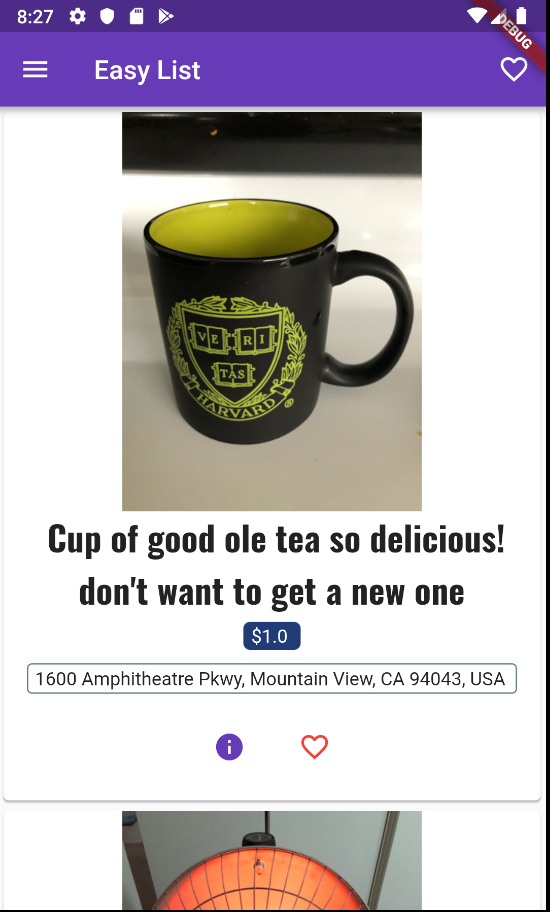 8:27
DEBUG
Easy List
VE RI
TAS
HARVARD ®
Cup of good ole tea so delicious!
don't want to get a new one
$1.0
1600 Amphitheatre Pkwy, Mountain View, CA 94043, USA